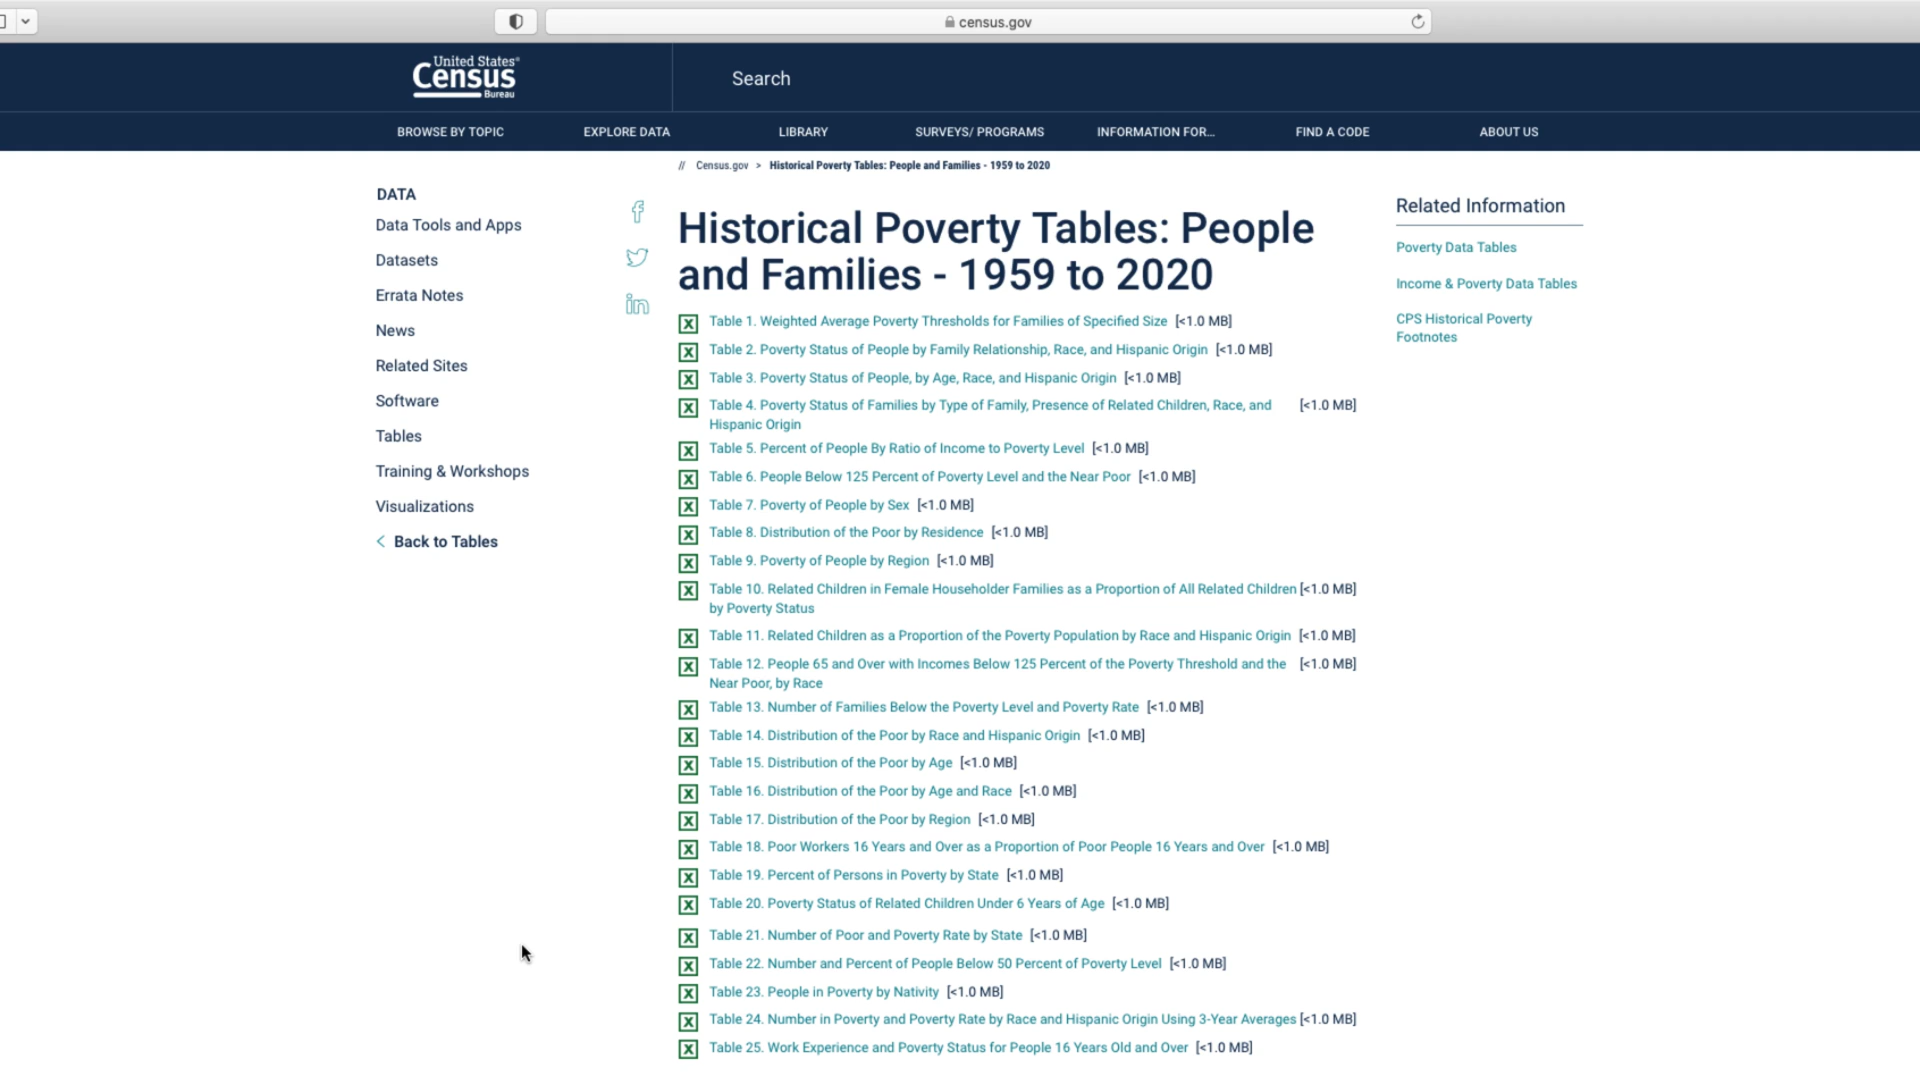 census.gov
United States®
Census
Bureau
Search
BROWSE BY TOPIC
EXPLORE DATA
LIBRARY
SURVEYS/ PROGRAMS
INFORMATION FOR...
FIND A CODE
ABOUT US
// Census.gov > Historical Poverty Tables: People and Families - 1959 to 2020
DATA
Data Tools and Apps
Datasets
Errata Notes
News
Related Sites
Software
Tables
Training & Workshops
Visualizations
< Back to Tables
Historical Poverty Tables: People
and Families - 1959 to 2020
Table 1. Weighted Average Poverty Thresholds for Families of Specified Size [<1.0 MB]
Table 2. Poverty Status of People by Family Relationship, Race, and Hispanic Origin [<1.0 MB]
Table 3. Poverty Status of People, by Age, Race, and Hispanic Origin [<1.0 MB]
Table 4. Poverty Status of Families by Type of Family, Presence of Related Children, Race, and [<1.0 MB]
Hispanic Origin
Table 5. Percent of People By Ratio of Income to Poverty Level [<1.0 MB]
Table 6. People Below 125 Percent of Poverty Level and the Near Poor [<1.0 MB]
Table 7. Poverty of People by Sex [<1.0 MB]
Table 8. Distribution of the Poor by Residence [<1.0 MB]
Table 9. Poverty of People by Region [<1.0 MB]
Table 10. Related Children in Female Householder Families as a Proportion of All Related Children [<1.0 MB]
by Poverty Status
Table 11. Related Children as a Proportion of the Poverty Population by Race and Hispanic Origin [<1.0 MB]
Table 12. People 65 and Over with Incomes Below 125 Percent of the Poverty Threshold and the [<1.0 MB]
Near Poor, by Race
Table 13. Number of Families Below the Poverty Level and Poverty Rate [<1.0 MB]
Table 14. Distribution of the Poor by Race and Hispanic Origin [<1.0 MB]
Table 15. Distribution of the Poor by Age [<1.0 MB]
Table 16. Distribution of the Poor by Age and Race [<1.0 MB]
Table 17. Distribution of the Poor by Region [<1.0 MB]
Table 18. Poor Workers 16 Years and Over as a Proportion of Poor People 16 Years and Over [<1.0 MB]
Table 19. Percent of Persons in Poverty by State [<1.0 MB]
Table 20. Poverty Status of Related Children Under 6 Years of Age [<1.0 MB]
Table 21. Number of Poor and Poverty Rate by State [<1.0 MB]
Table 22. Number and Percent of People Below 50 Percent of Poverty Level [<1.0 MB]
Table 23. People in Poverty by Nativity [<1.0 MB]
Table 24. Number in Poverty and Poverty Rate by Race and Hispanic Origin Using 3-Year Averages [<1.0 MB]
Table 25. Work Experience and Poverty Status for People 16 Years Old and Over [<1.0 MB]
Related Information
Poverty Data Tables
Income & Poverty Data Tables
CPS Historical Poverty
Footnotes